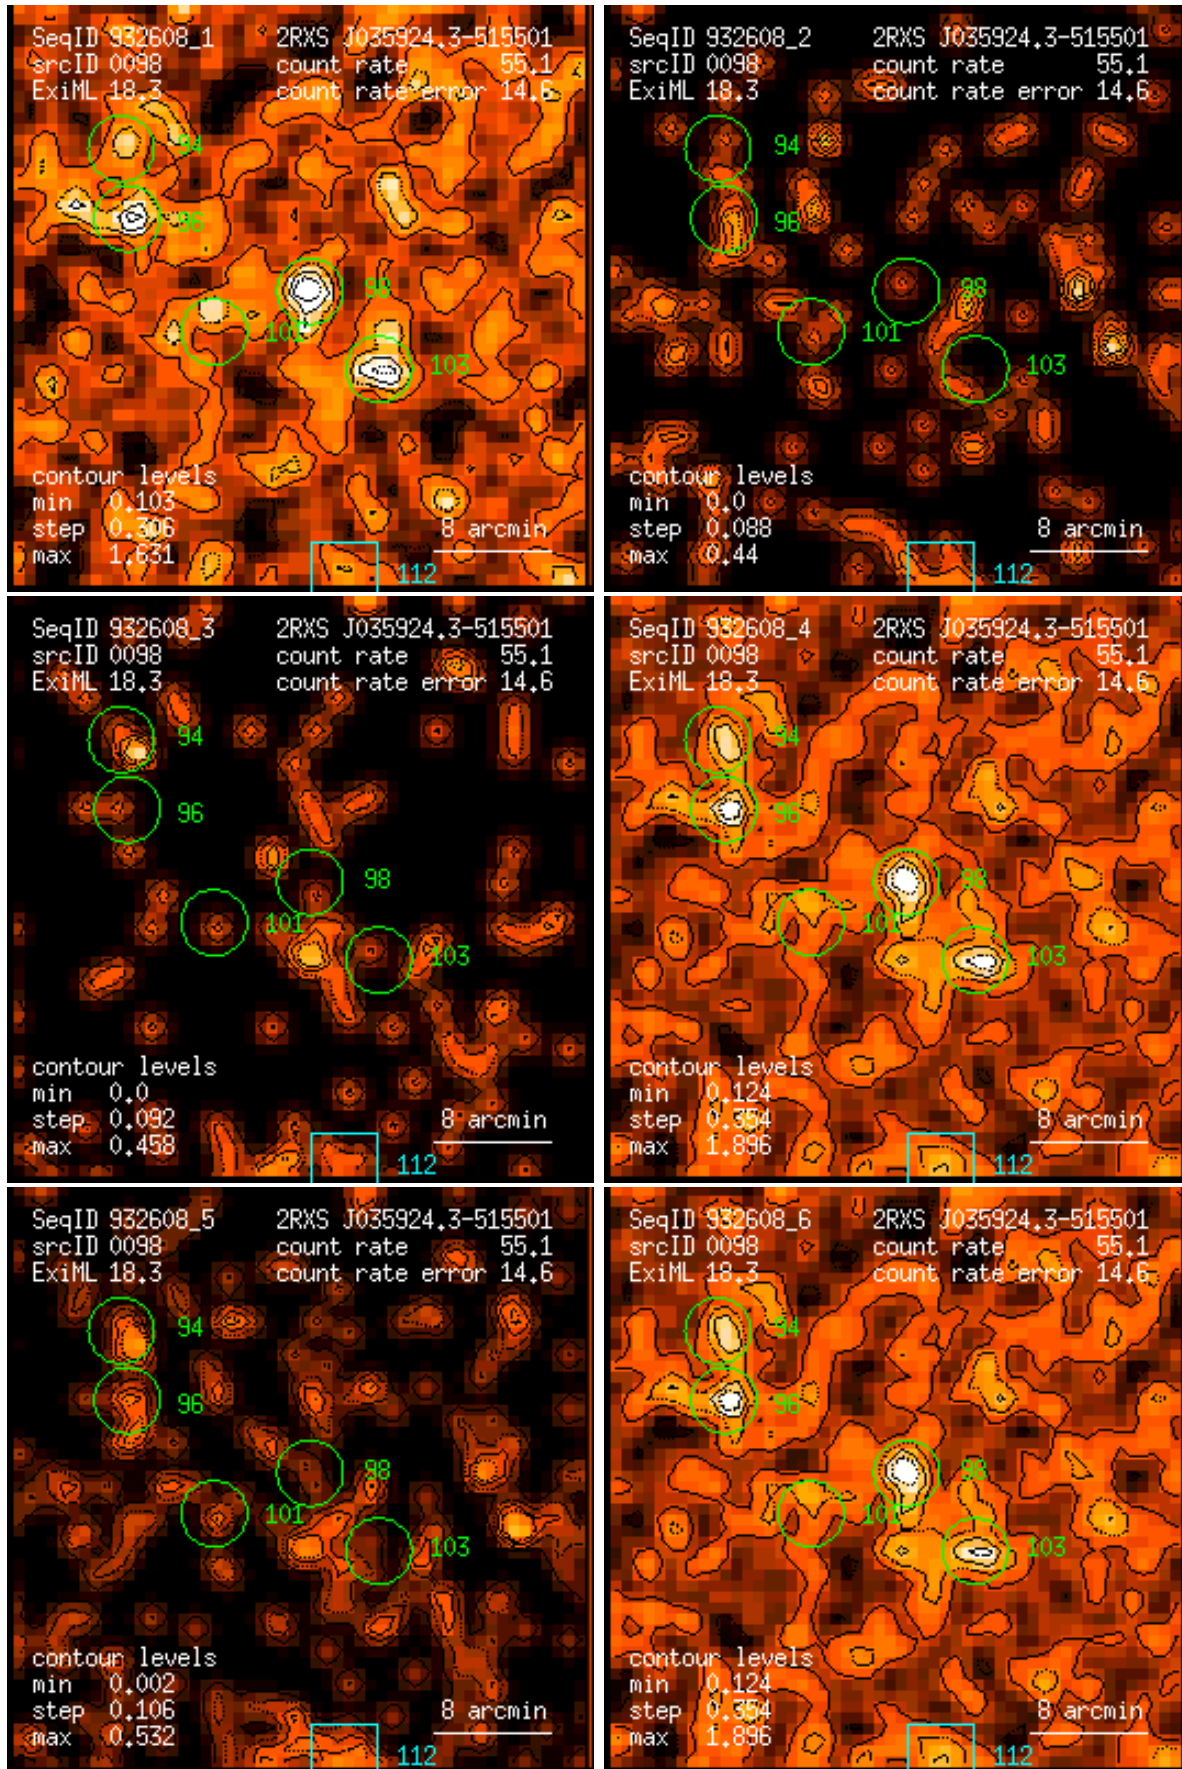 SeqID 932608_1 2RXS J035924.3-515501
srcID 0098 count rate 55.1
ExiML 18.3 count rate error 14.6
94
96
98
101
103
contour levels
min 0.103
step 0.306 8 arcmin
max 1.631
112
SeqID 932608_2 2RXS J035924.3-515501
srcID 0098 count rate 55.1
ExiML 18.3 count rate error 14.6
94
96
98
101
103
contour levels
min 0.0
step 0.088 8 arcmin
max 0.44
112
SeqID 932608_3 2RXS J035924.3-515501
srcID 0098 count rate 55.1
ExiML 18.3 count rate error 14.6
94
96
98
101
103
contour levels
min 0.0
step 0.092 8 arcmin
max 0.458
112
SeqID 932608_4 2RXS J035924.3-515501
srcID 0098 count rate 55.1
ExiML 18.3 count rate error 14.6
94
96
98
101
103
contour levels
min 0.124
step 0.354 8 arcmin
max 1.896
112
SeqID 932608_5 2RXS J035924.3-515501
srcID 0098 count rate 55.1
ExiML 18.3 count rate error 14.6
94
96
98
101
103
contour levels
min 0.002
step 0.106 8 arcmin
max 0.532
112
SeqID 932608_6 2RXS J035924.3-515501
srcID 0098 count rate 55.1
ExiML 18.3 count rate error 14.6
94
96
98
101
103
contour levels
min 0.124
step 0.354 8 arcmin
max 1.896
112